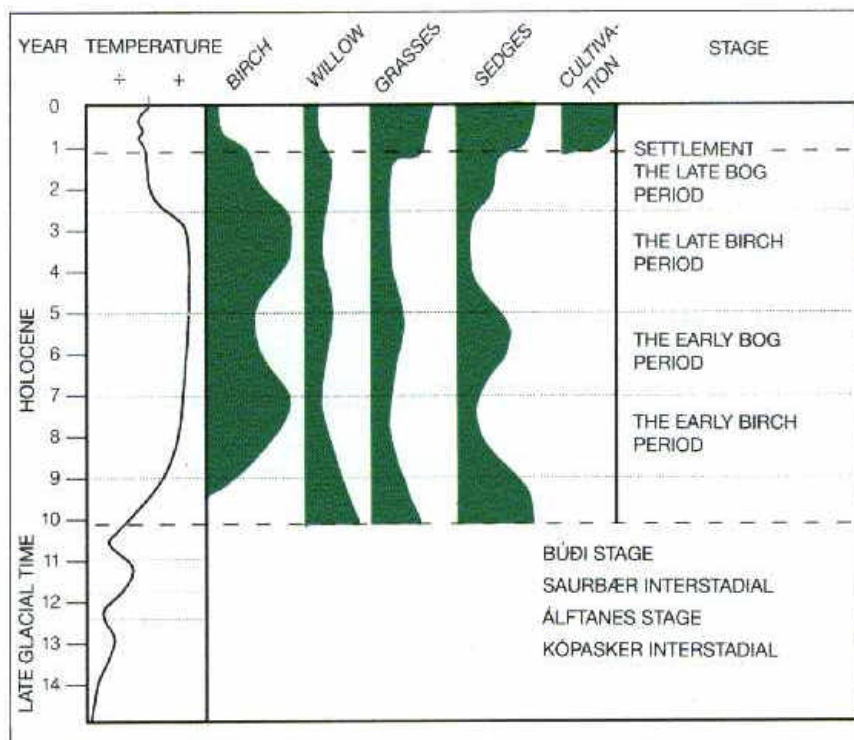 YEAR TEMPERATURE BIRCH WILLOW GRASSES SEDGES CULTIVA-
TION STAGE
÷ +
0
1
2
3
4
5
6
7
8
9
10
11
12
13
14
HOLOCENE
LATE GLACIAL TIME
SETTLEMENT
THE LATE BOG
PERIOD
THE LATE BIRCH
PERIOD
THE EARLY BOG
PERIOD
THE EARLY BIRCH
PERIOD
BÚÐI STAGE
SAURBÆR INTERSTADIAL
ÁLFTANES STAGE
KÓPASKER INTERSTADIAL